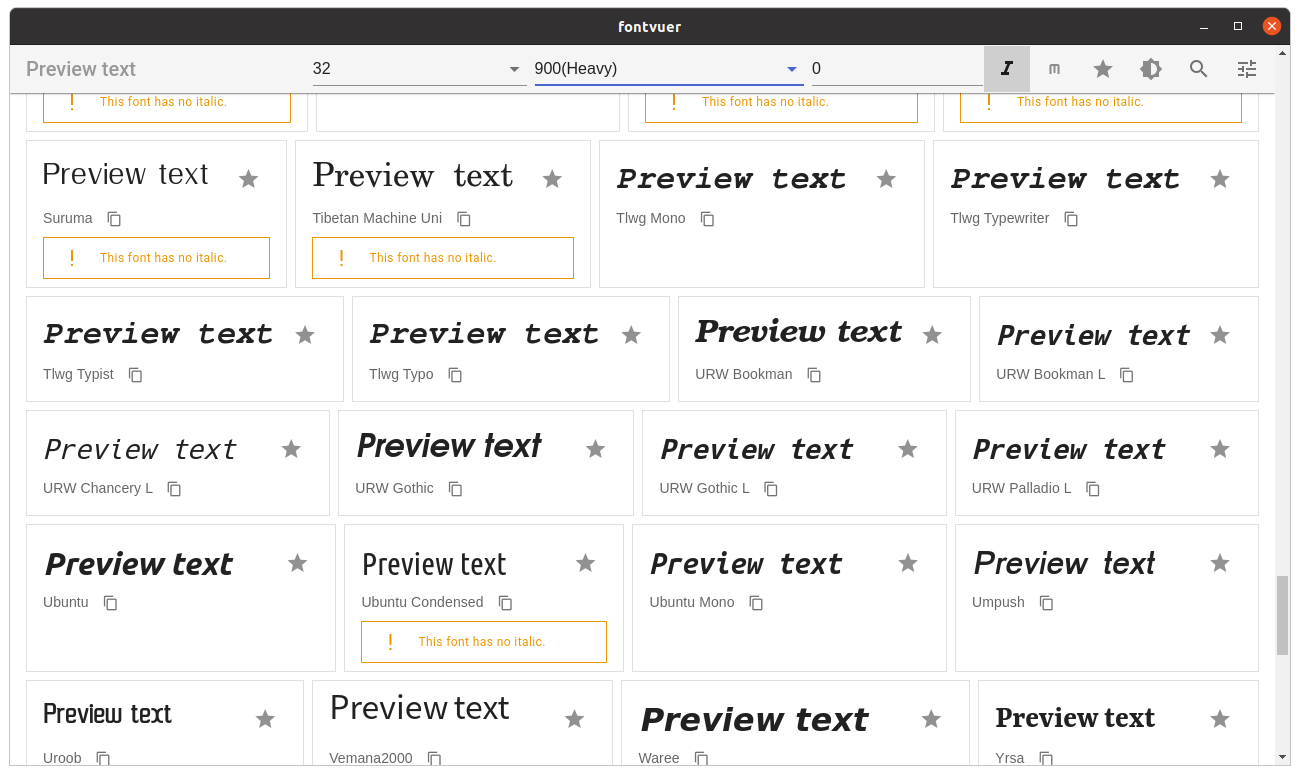 fontvuer
Preview text 32 900(Heavy) 0 I m
! This font has no italic. ! This font has no italic. ! This font has no italic.
Preview text Preview text Preview text Preview text
Suruma Tibetan Machine Uni Tlwg Mono Tlwg Typewriter
! This font has no italic. ! This font has no italic.
Preview text Preview text Preview text Preview text
Tlwg Typist Tlwg Typo URW Bookman URW Bookman L
Preview text Preview text Preview text Preview text
URW Chancery L URW Gothic URW Gothic L URW Palladio L
Preview text Preview text Preview text Preview text
Ubuntu Ubuntu Condensed Ubuntu Mono Umpush
! This font has no italic.
Preview text Preview text Preview text Preview text
Uroob Vemana2000 Waree Yrsa